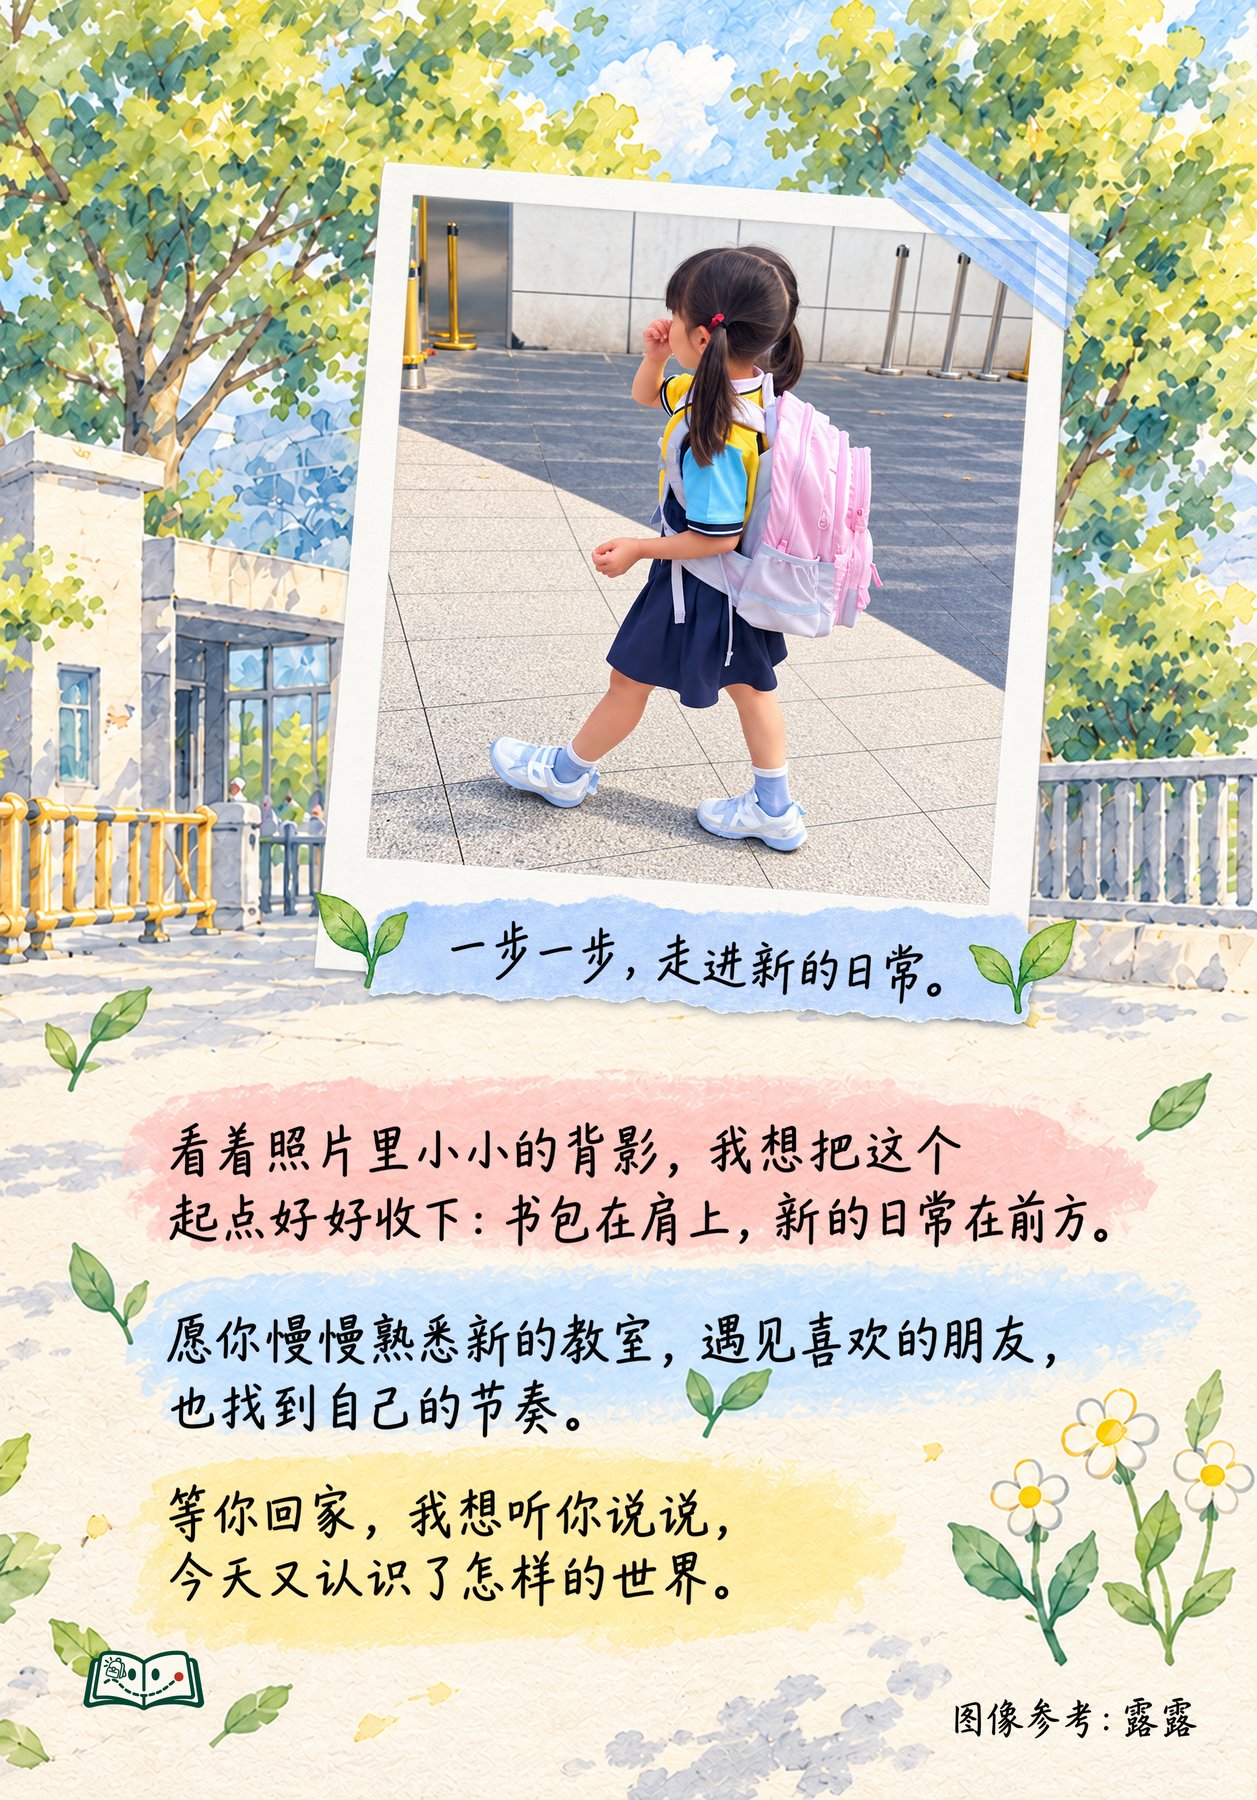 一步一步，走进新的日常。
看着照片里小小的背影，我想把这个
起点好好收下：书包在肩上，新的日常在前方。
愿你慢慢熟悉新的教室，遇见喜欢的朋友，
也找到自己的节奏。
等你回家，我想听你说说，
今天又认识了怎样的世界。
图像参考：露露